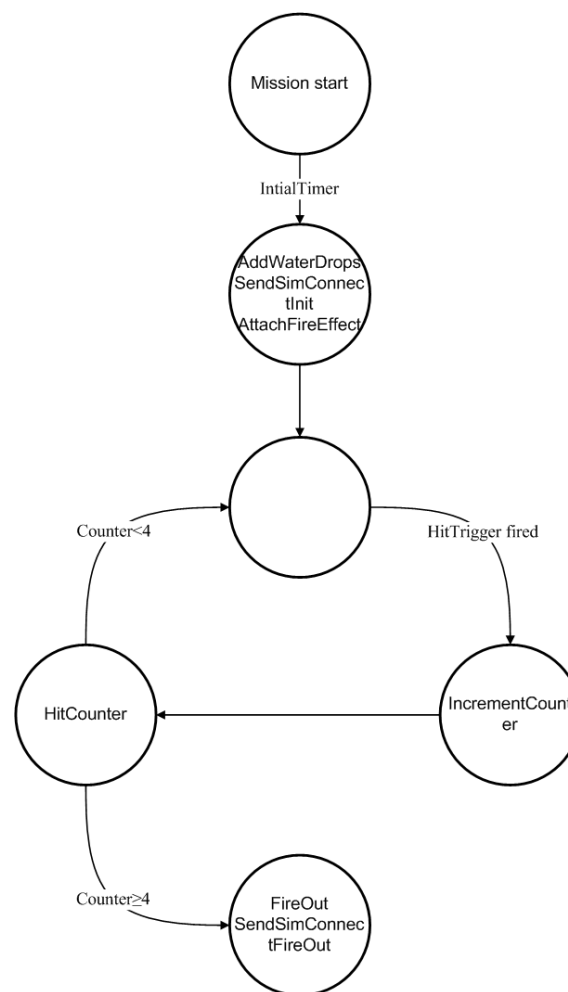 Mission start
IntialTimer
AddWaterDrops
SendSimConnec
tInit
AttachFireEffect
Counter<4
HitTrigger fired
HitCounter
IncrementCount
er
Counter≥4
FireOut
SendSimConnec
tFireOut